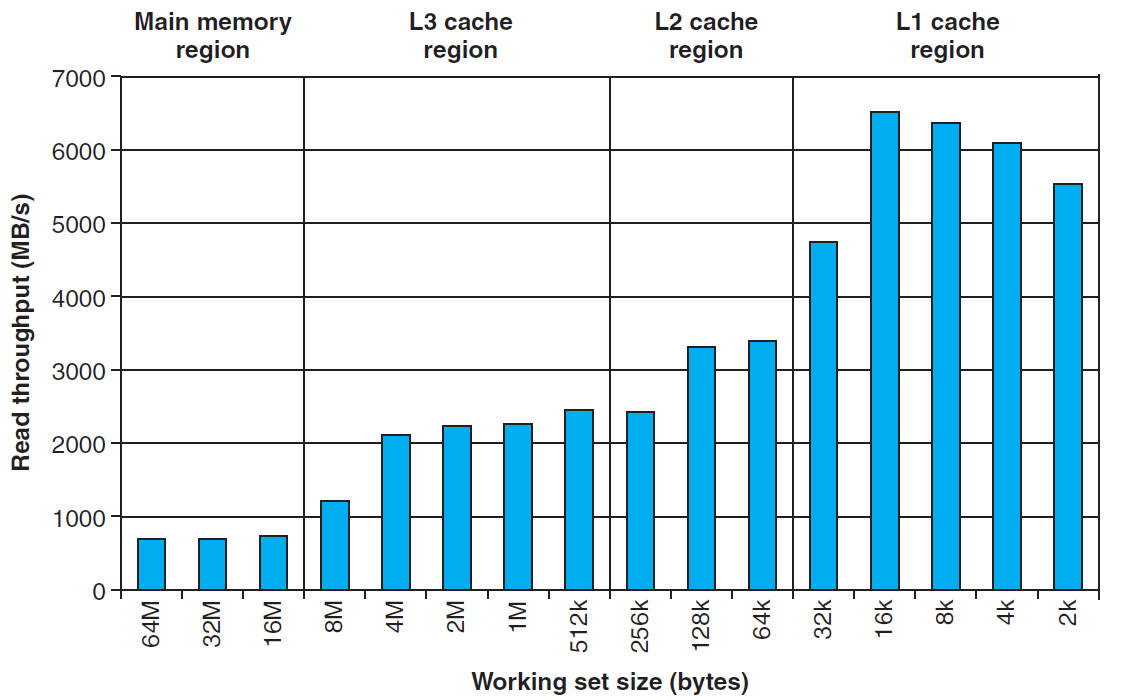 Main memory
region
L3 cache
region
L2 cache
region
L1 cache
region
7000
6000
5000
4000
3000
2000
1000
0
Read throughput (MB/s)
64M
32M
16M
8M
4M
2M
1M
512k
256k
128k
64k
32k
16k
8k
4k
2k
Working set size (bytes)